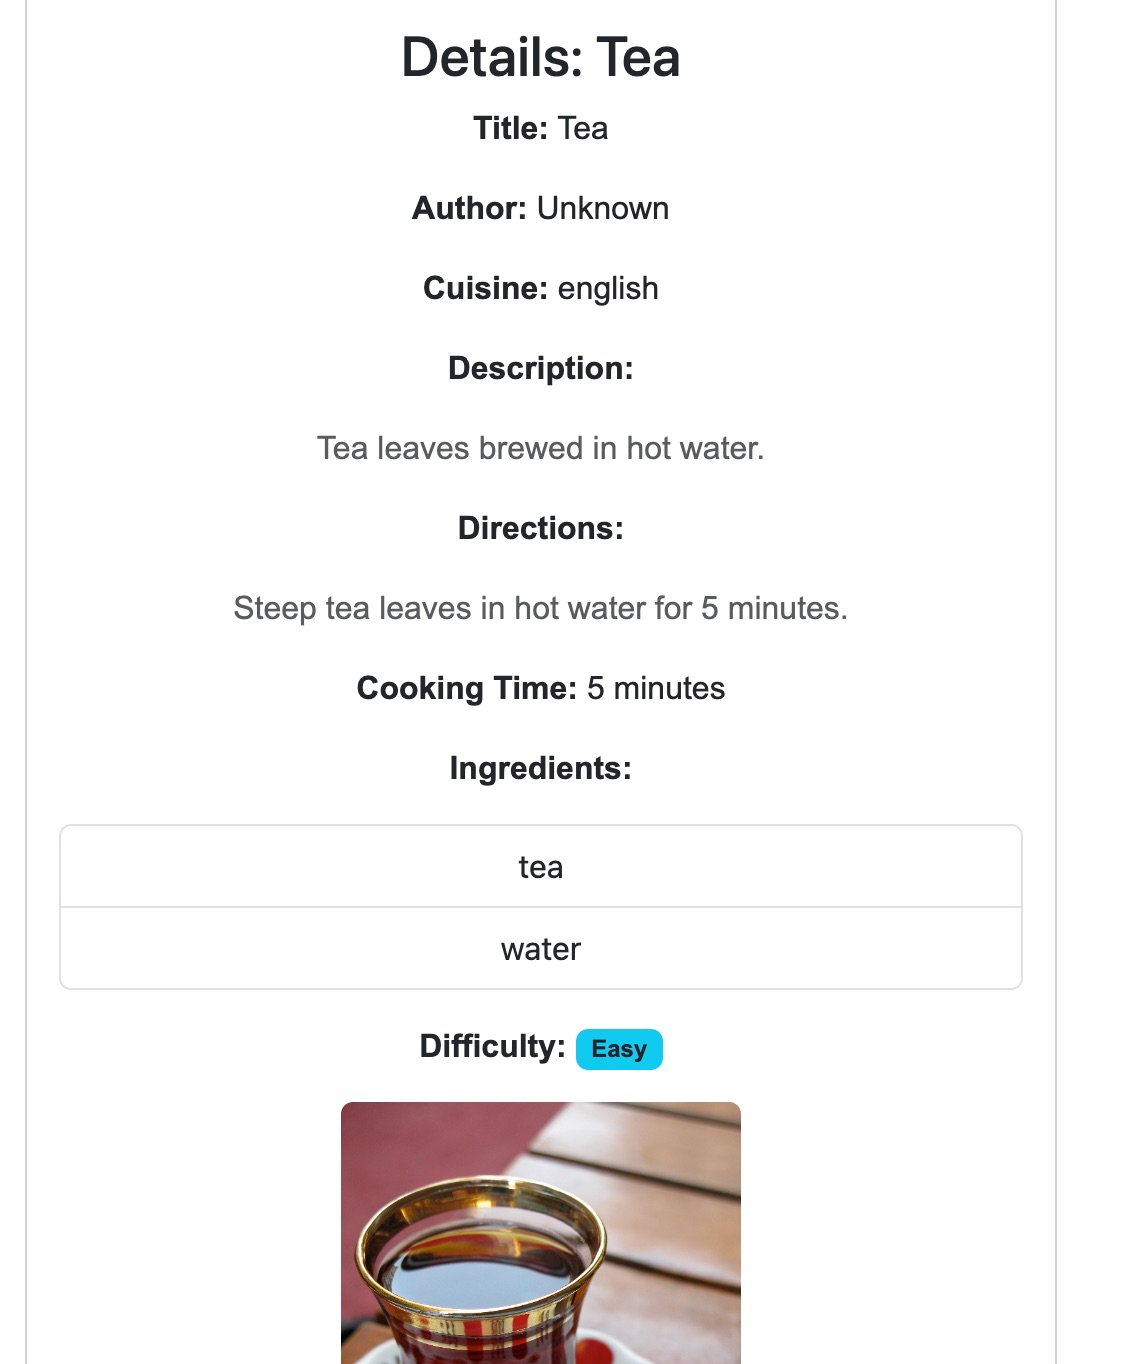 Details: Tea
Title: Tea
Author: Unknown
Cuisine: english
Description:
Tea leaves brewed in hot water.
Directions:
Steep tea leaves in hot water for 5 minutes.
Cooking Time: 5 minutes
Ingredients:
tea
water
Difficulty: Easy